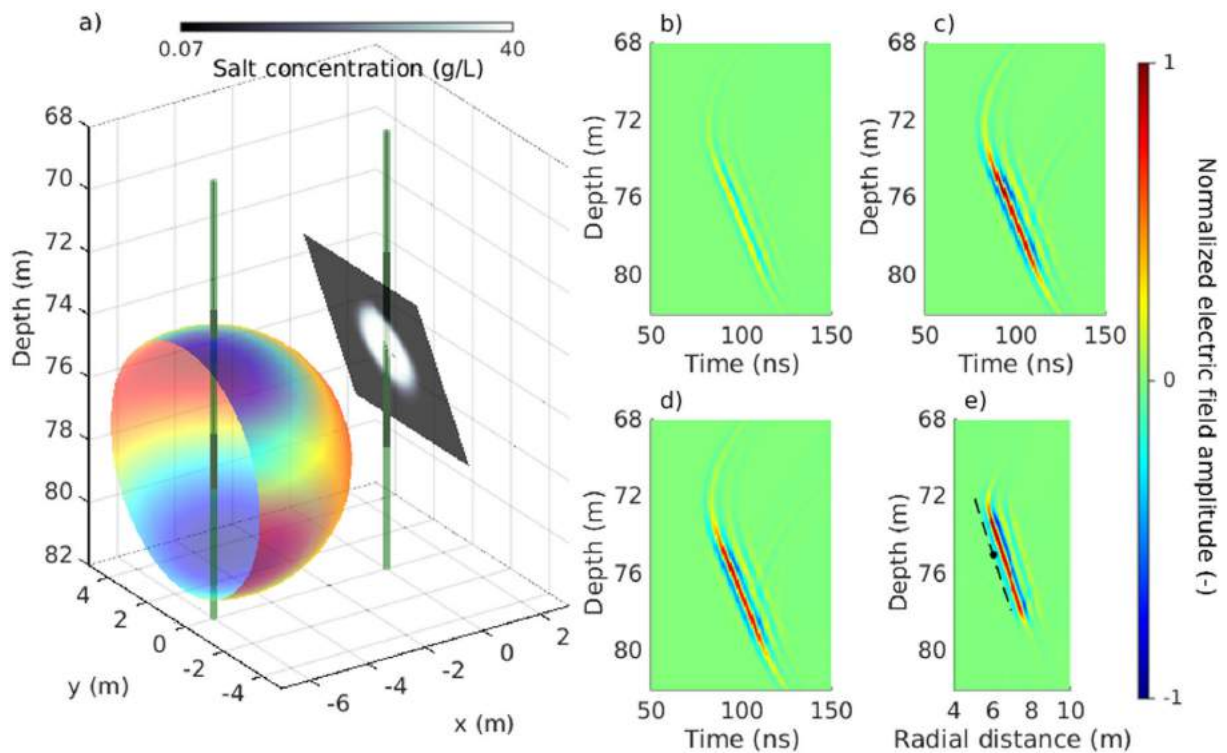 a)
0.07 40
Salt concentration (g/L)
68
70
72
74
76
78
80
82
Depth (m)
4
2
0
-2
-4
y (m)
-6
-4
-2
0
2
x (m)
b)
68
72
76
80
Depth (m)
50 100 150
Time (ns)
c)
68
72
76
80
Depth (m)
50 100 150
Time (ns)
d)
68
72
76
80
Depth (m)
50 100 150
Time (ns)
e)
68
72
76
80
Depth (m)
4 6 8 10
Radial distance (m)
1
0
-1
Normalized electric field amplitude (-)